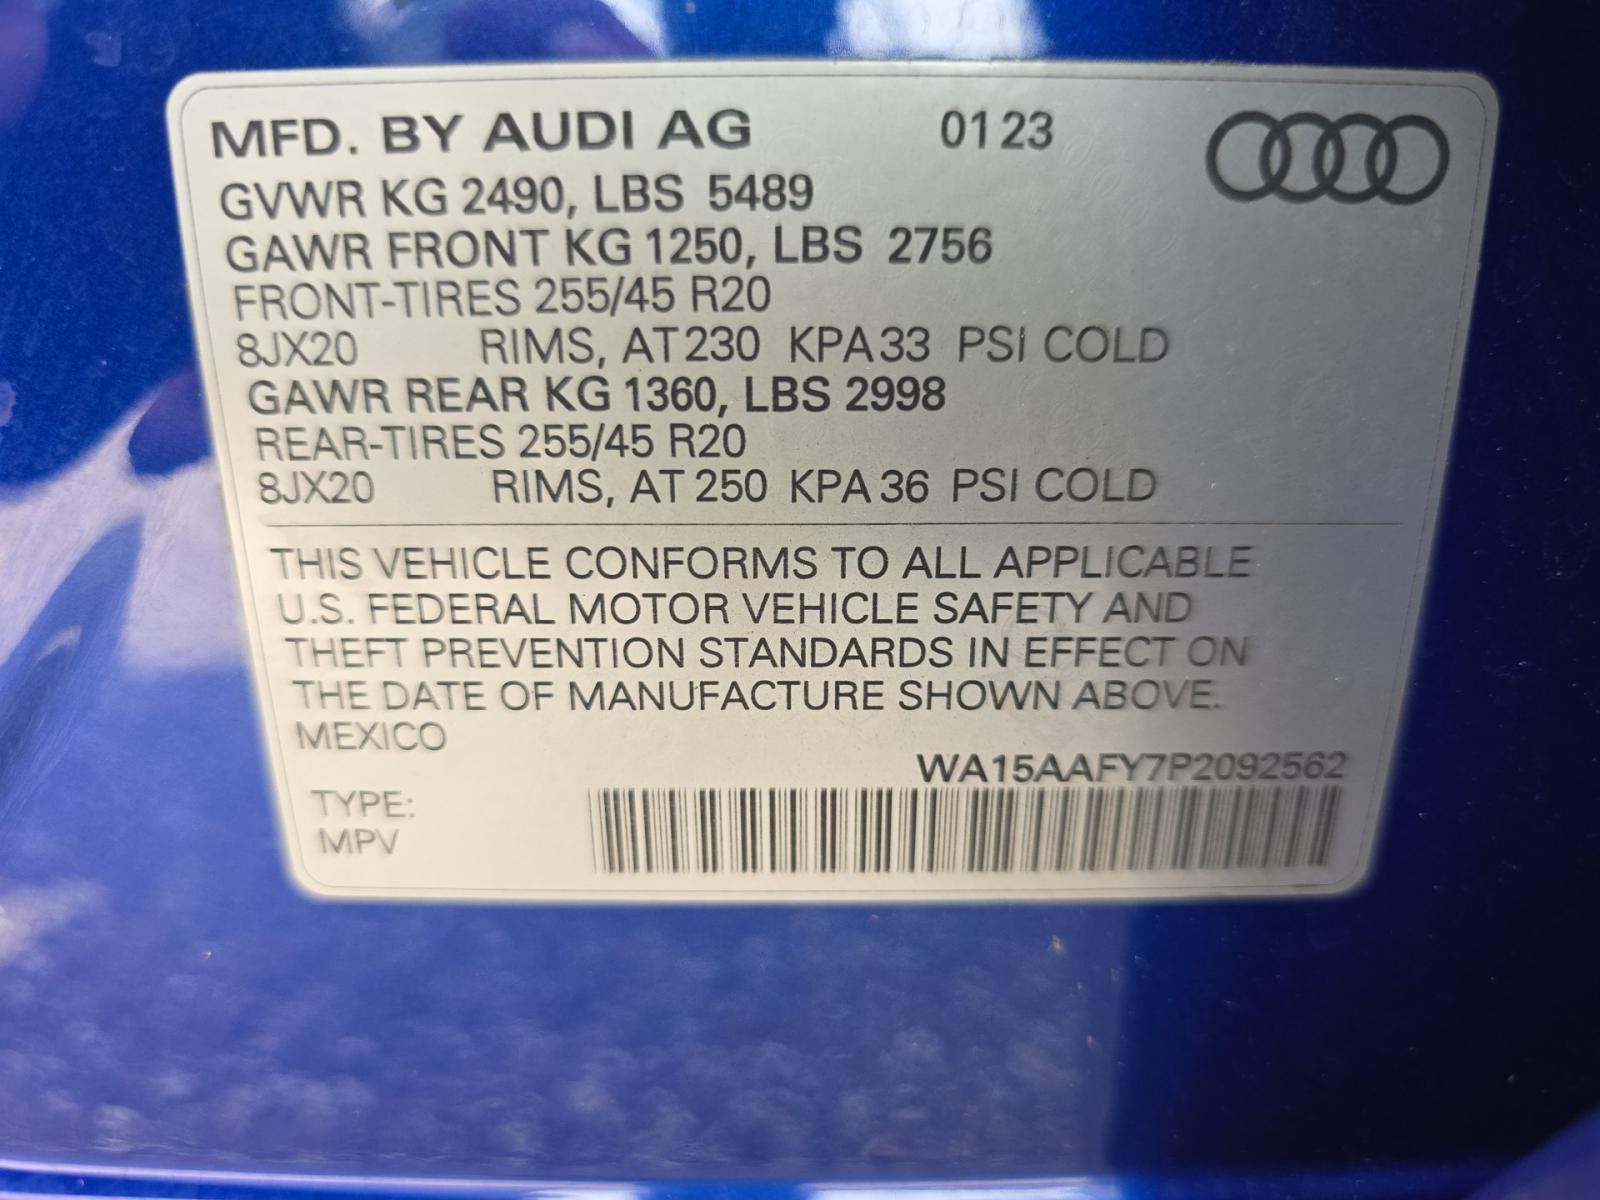 MFD. BY AUDI AG 01 23
GVWR KG 2490, LBS 5489
GAWR FRONT KG 1250, LBS 2756
FRONT-TIRES 255/45 R20
8JX20 RIMS, AT 230 KPA 33 PSI COLD
GAWR REAR KG 1360, LBS 2998
REAR-TIRES 255/45 R20
8JX20 RIMS, AT 250 KPA 36 PSI COLD
THIS VEHICLE CONFORMS TO ALL APPLICABLE
U.S. FEDERAL MOTOR VEHICLE SAFETY AND
THEFT PREVENTION STANDARDS IN EFFECT ON
THE DATE OF MANUFACTURE SHOWN ABOVE.
MEXICO
WA15AAFY7P2092562
TYPE:
MPV